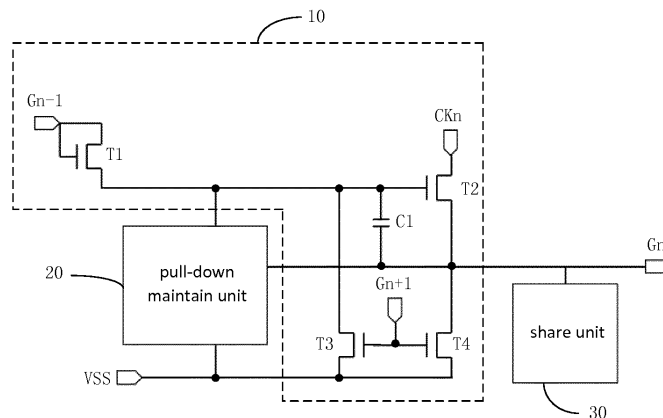 10
Gn-1
CKn
T1
T2
C1
Gn
20
pull-down
maintain unit
Gn+1
share unit
T3
T4
VSS
30